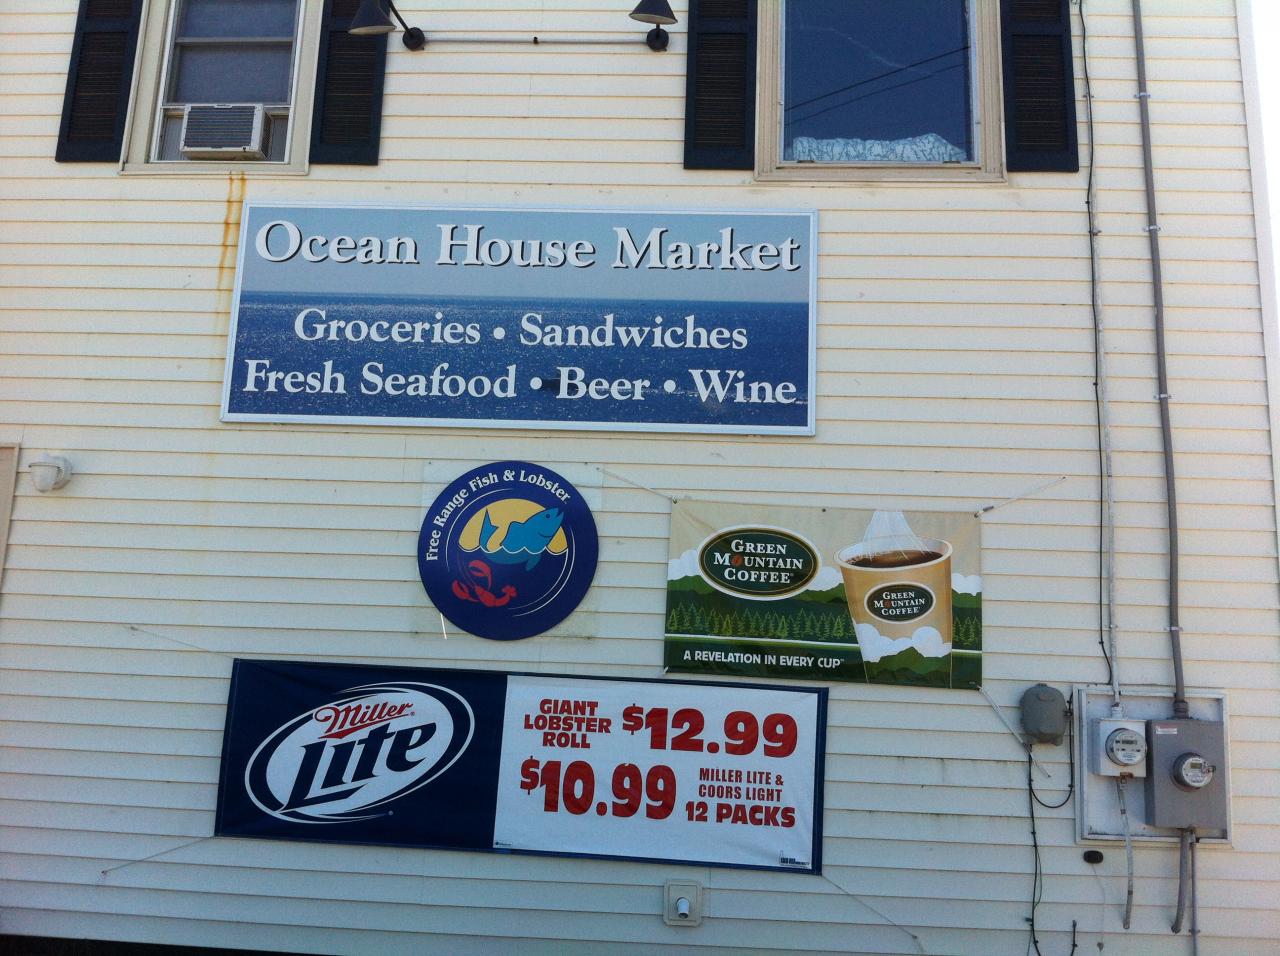 Ocean House Market
Groceries • Sandwiches
Fresh Seafood • Beer • Wine
Free Range Fish & Lobster
GREEN
MOUNTAIN
COFFEE®
GREEN
MOUNTAIN
COFFEE
A REVELATION IN EVERY CUP™
Miller
Lite
GIANT
LOBSTER
ROLL
$12.99
$10.99
MILLER LITE &
COORS LIGHT
12 PACKS